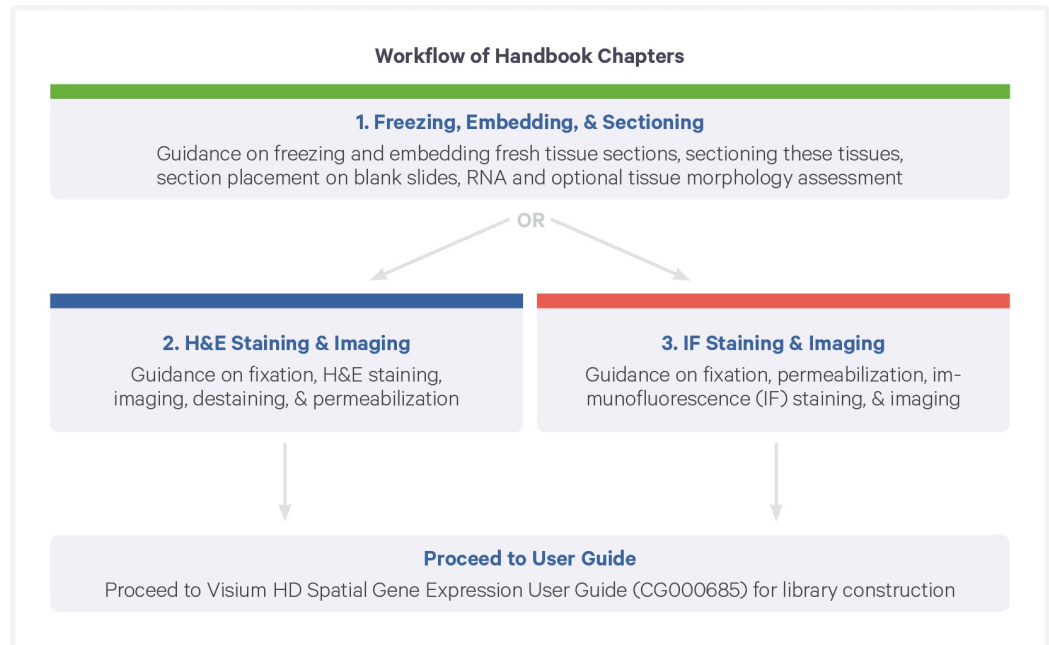 Workflow of Handbook Chapters
1. Freezing, Embedding, & Sectioning
Guidance on freezing and embedding fresh tissue sections, sectioning these tissues,
section placement on blank slides, RNA and optional tissue morphology assessment
OR
2. H&E Staining & Imaging
Guidance on fixation, H&E staining,
imaging, destaining, & permeabilization
3. IF Staining & Imaging
Guidance on fixation, permeabilization, im-
munofluorescence (IF) staining, & imaging
Proceed to User Guide
Proceed to Visium HD Spatial Gene Expression User Guide (CG000685) for library construction